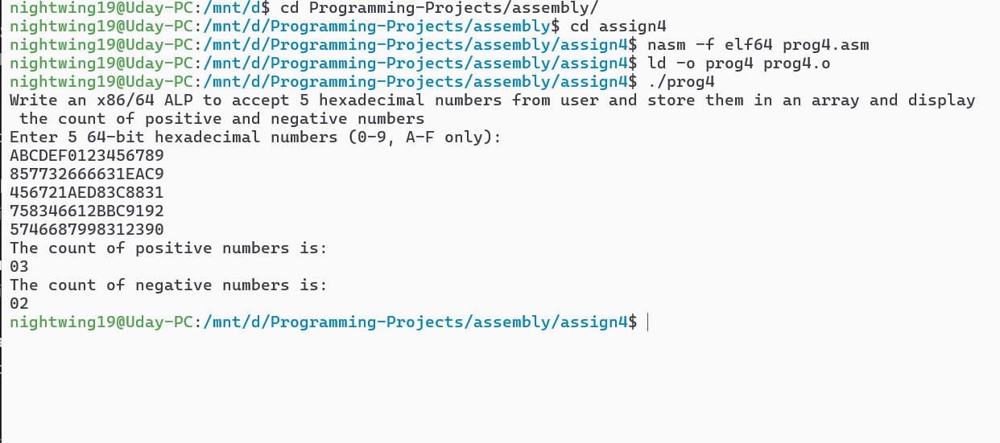 nightwing19@Uday-PC:/mnt/d$ cd Programming-Projects/assembly/
nightwing19@Uday-PC:/mnt/d/Programming-Projects/assembly$ cd assign4
nightwing19@Uday-PC:/mnt/d/Programming-Projects/assembly/assign4$ nasm -f elf64 prog4.asm
nightwing19@Uday-PC:/mnt/d/Programming-Projects/assembly/assign4$ ld -o prog4 prog4.o
nightwing19@Uday-PC:/mnt/d/Programming-Projects/assembly/assign4$ ./prog4
Write an x86/64 ALP to accept 5 hexadecimal numbers from user and store them in an array and display
 the count of positive and negative numbers
Enter 5 64-bit hexadecimal numbers (0-9, A-F only):
ABCDEF0123456789
857732666631EAC9
456721AED83C8831
758346612BBC9192
5746687998312390
The count of positive numbers is:
03
The count of negative numbers is:
02
nightwing19@Uday-PC:/mnt/d/Programming-Projects/assembly/assign4$